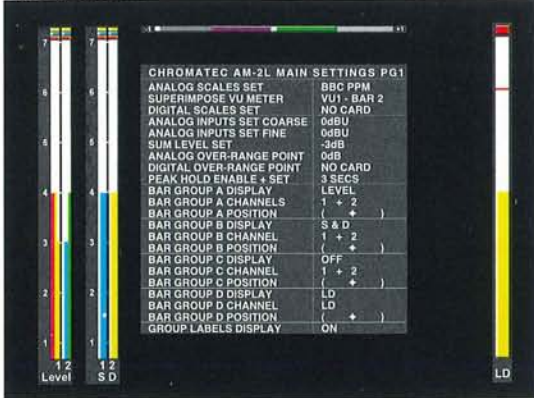 -1 +1
CHROMATEC AM-2L MAIN SETTINGS PG1
ANALOG SCALES SET BBC PPM
SUPERIMPOSE VU METER VU1 - BAR 2
DIGITAL SCALES SET NO CARD
ANALOG INPUTS SET COARSE 0dBU
ANALOG INPUTS SET FINE 0dBU
SUM LEVEL SET -3dB
ANALOG OVER-RANGE POINT 0dB
DIGITAL OVER-RANGE POINT NO CARD
PEAK HOLD ENABLE + SET 3 SECS
BAR GROUP A DISPLAY LEVEL
BAR GROUP A CHANNELS 1 + 2
BAR GROUP A POSITION ( + )
BAR GROUP B DISPLAY S & D
BAR GROUP B CHANNEL 1 + 2
BAR GROUP B POSITION ( + )
BAR GROUP C DISPLAY OFF
BAR GROUP C CHANNEL 1 + 2
BAR GROUP C POSITION ( + )
BAR GROUP D DISPLAY LD
BAR GROUP D CHANNEL LD
BAR GROUP D POSITION ( + )
GROUP LABELS DISPLAY ON
7 7
6 6
5 5
4 4
3 3
2 2
1 1
1 2 1 2
Level S D
LD